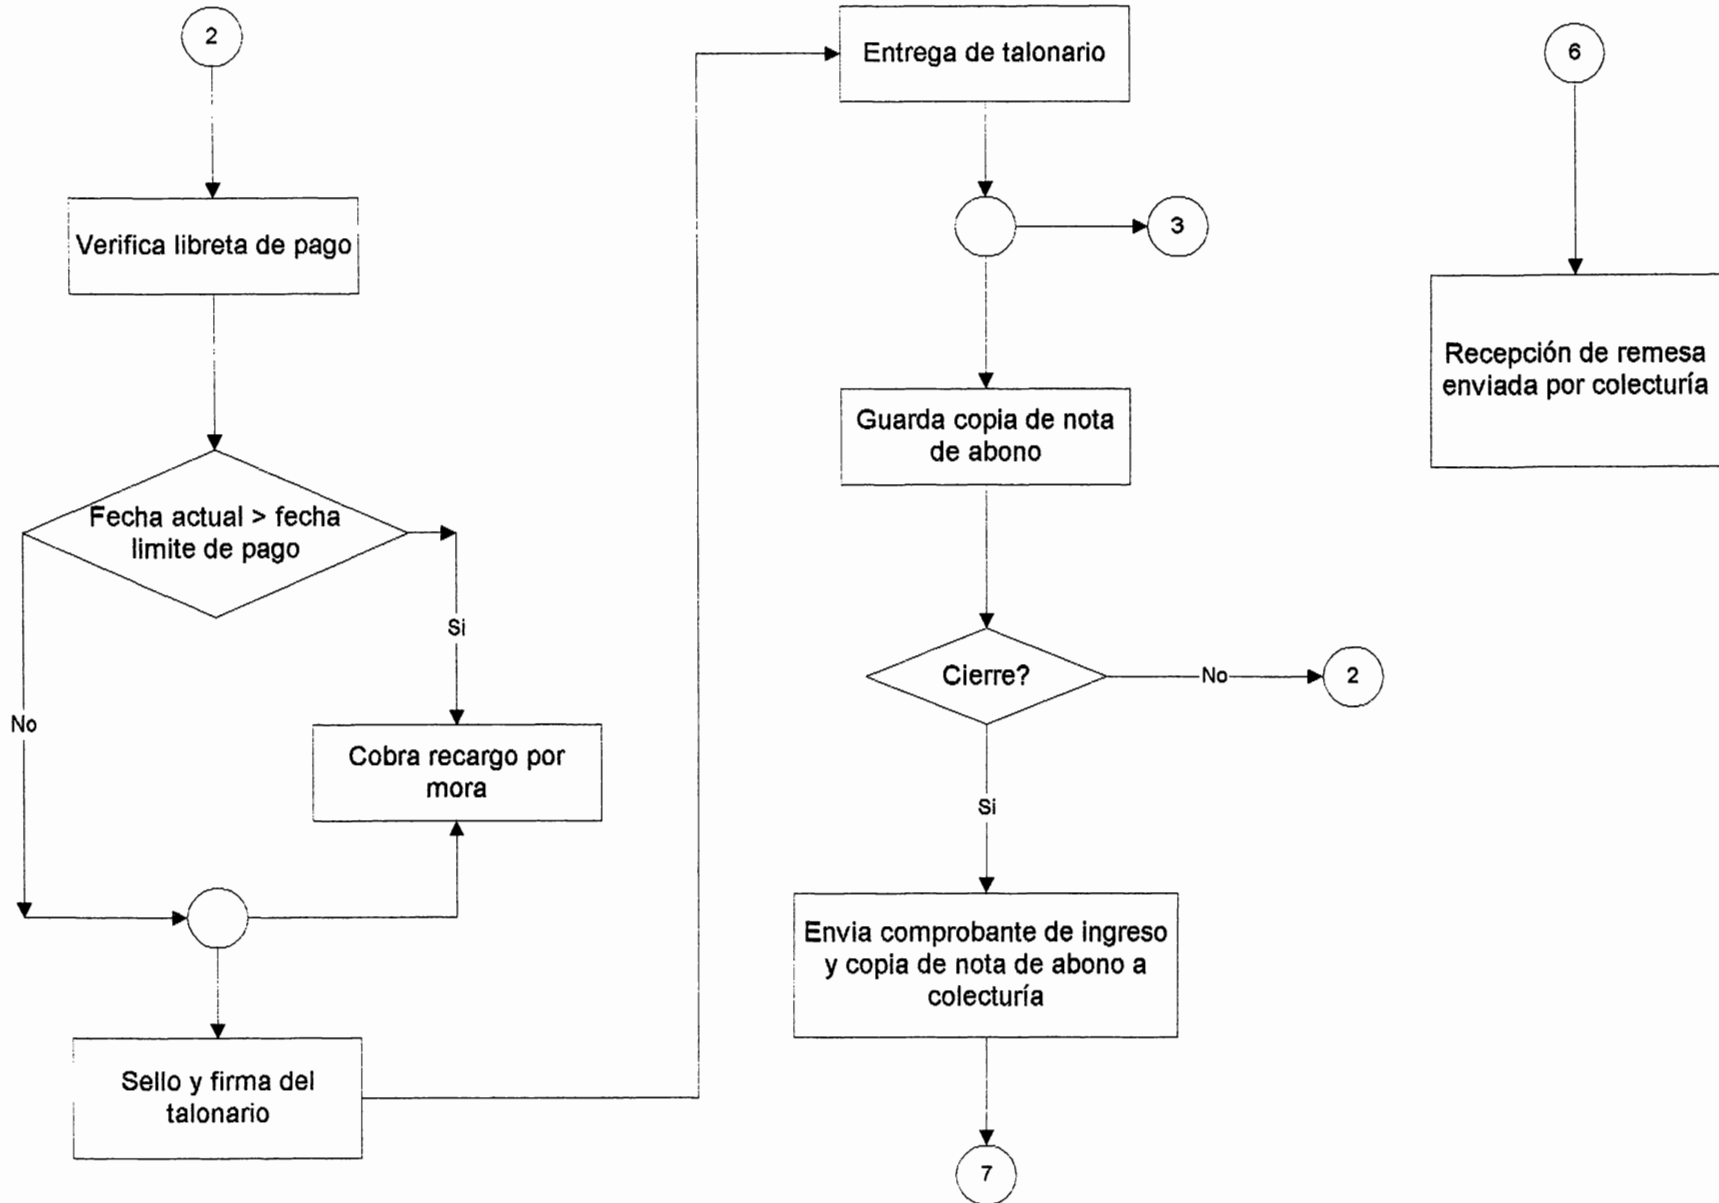 2
Verifica libreta de pago
Fecha actual > fecha
limite de pago
Si
No
Cobra recargo por
mora
Sello y firma del
talonario
Entrega de talonario
3
Guarda copia de nota
de abono
Cierre?
No
2
Si
Envia comprobante de ingreso
y copia de nota de abono a
colecturía
7
6
Recepción de remesa
enviada por colecturía